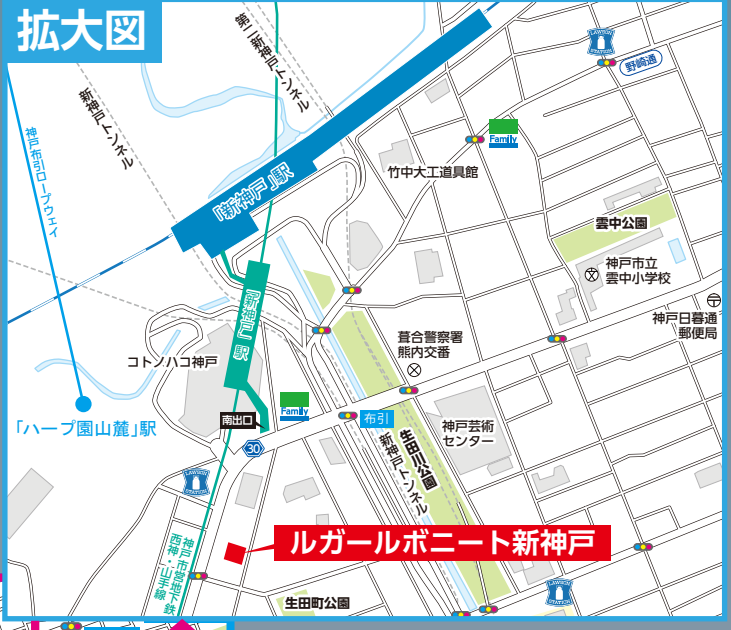 拡大図
第二新神戸トンネル
新神戸トンネル
神戸布引ロープウェイ
LAWSON
STATION
野崎通
Family
竹中大工道具館
「新神戸」駅
雲中公園
神戸市立
雲中小学校
神戸日暮通
郵便局
「新神戸」駅
葺合警察署
熊内交番
コトノハコ神戸
「ハーブ園山麓」駅
南出口
Family
布引
30
神戸芸術
センター
生田川公園
新神戸トンネル
LAWSON
STATION
ルガールボニート新神戸
神戸市営地下鉄
西神・山手線
生田町公園
LAWSON
STATION